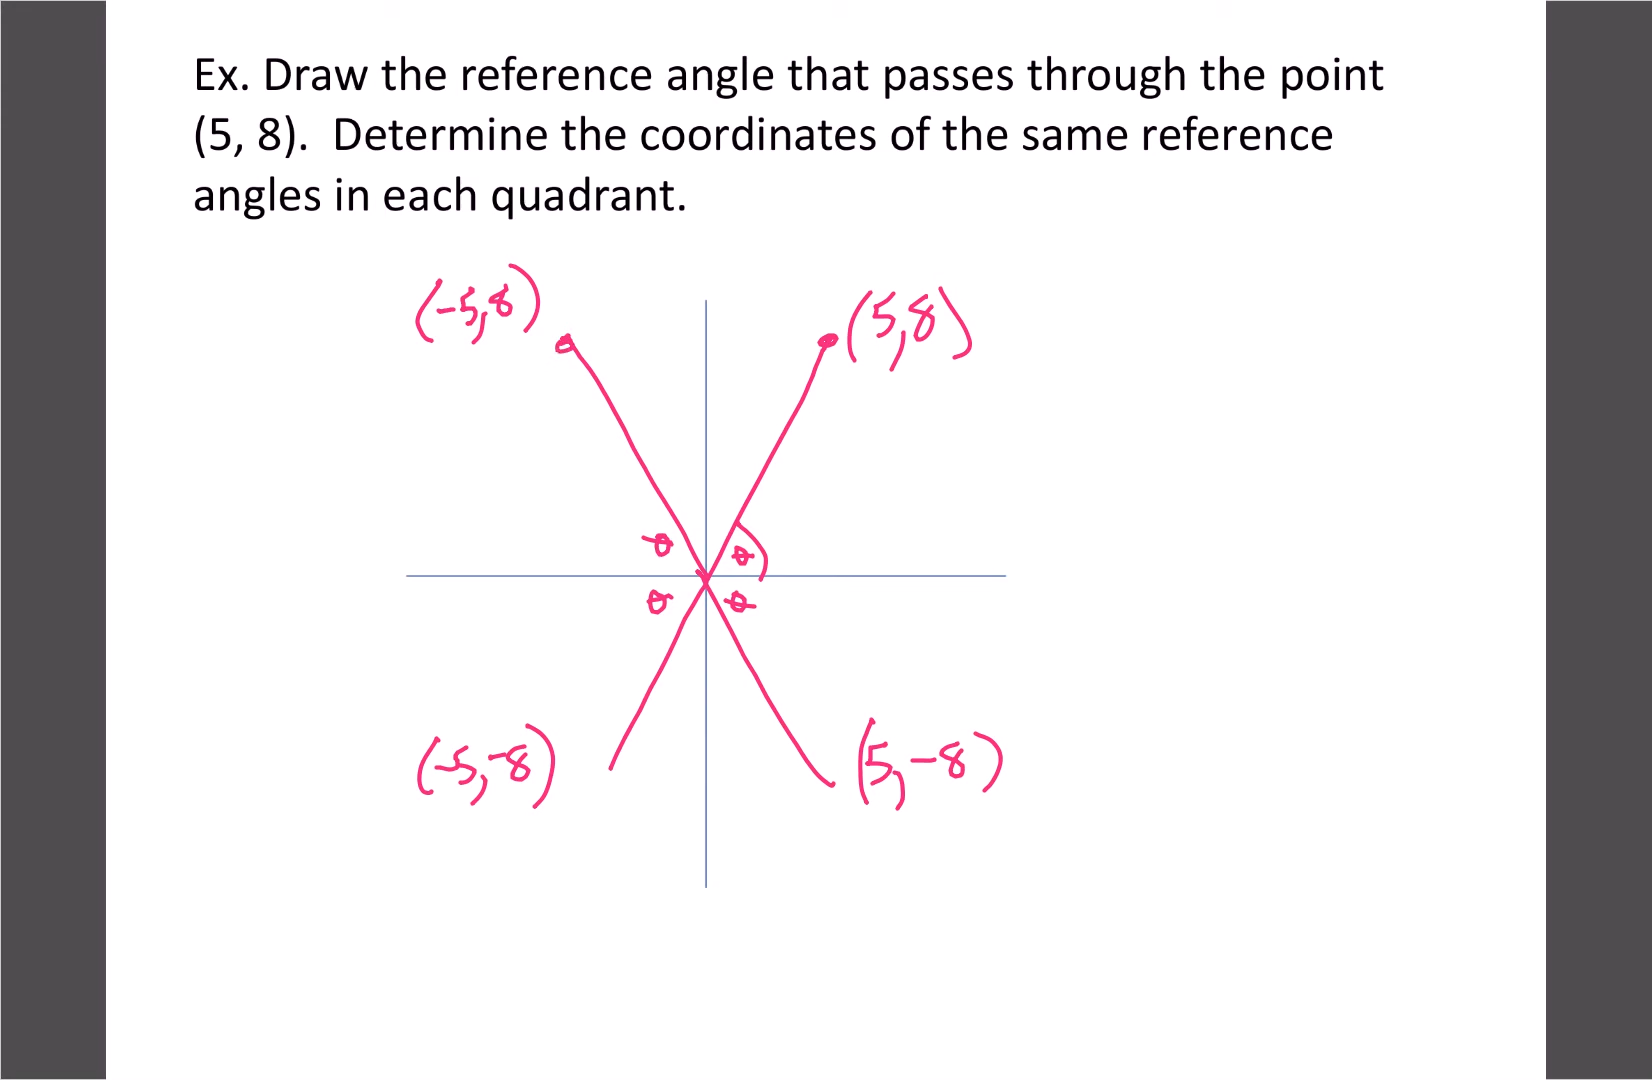 Ex. Draw the reference angle that passes through the point
(5, 8).  Determine the coordinates of the same reference
angles in each quadrant.
(-5,8)
(5,8)
θ
θ
θ
θ
(-5,-8)
(5,-8)